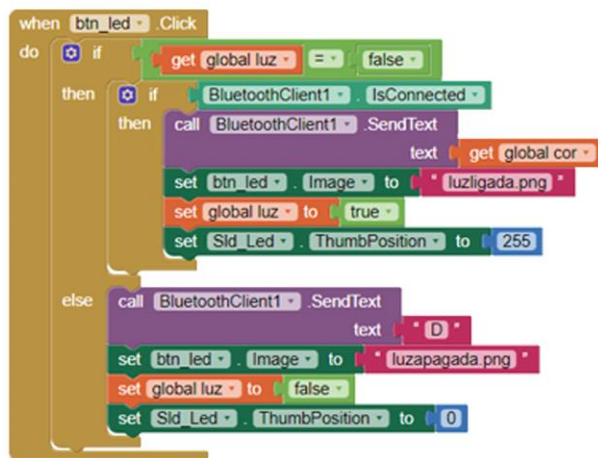 when btn_led .Click
do if get global luz = false
then if BluetoothClient1 . IsConnected
then call BluetoothClient1 .SendText
text get global cor
set btn_led . Image to " luzligada.png "
set global luz to true
set Sld_Led . ThumbPosition to 255
else call BluetoothClient1 .SendText
text " D "
set btn_led . Image to " luzapagada.png "
set global luz to false
set Sld_Led . ThumbPosition to 0